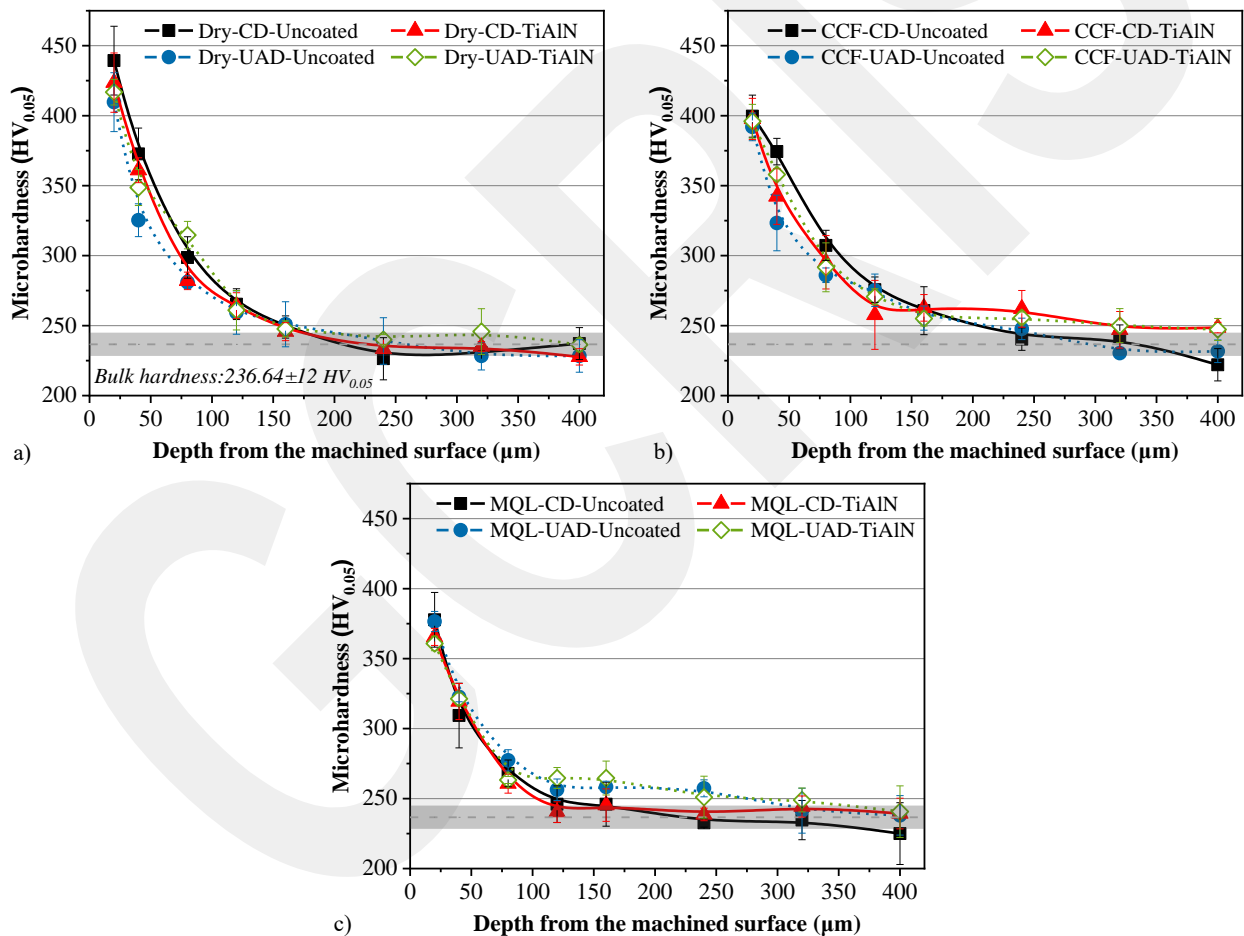 Dry-CD-Uncoated Dry-CD-TiAlN
Dry-UAD-Uncoated Dry-UAD-TiAlN
450
400
350
300
250
200
Microhardness (HV0.05)
Bulk hardness:236.64±12 HV0.05
0 50 100 150 200 250 300 350 400
a) Depth from the machined surface (µm)
CCF-CD-Uncoated CCF-CD-TiAlN
CCF-UAD-Uncoated CCF-UAD-TiAlN
450
400
350
300
250
200
Microhardness (HV0.05)
0 50 100 150 200 250 300 350 400
b) Depth from the machined surface (µm)
MQL-CD-Uncoated MQL-CD-TiAlN
MQL-UAD-Uncoated MQL-UAD-TiAlN
450
400
350
300
250
200
Microhardness (HV0.05)
0 50 100 150 200 250 300 350 400
c) Depth from the machined surface (µm)